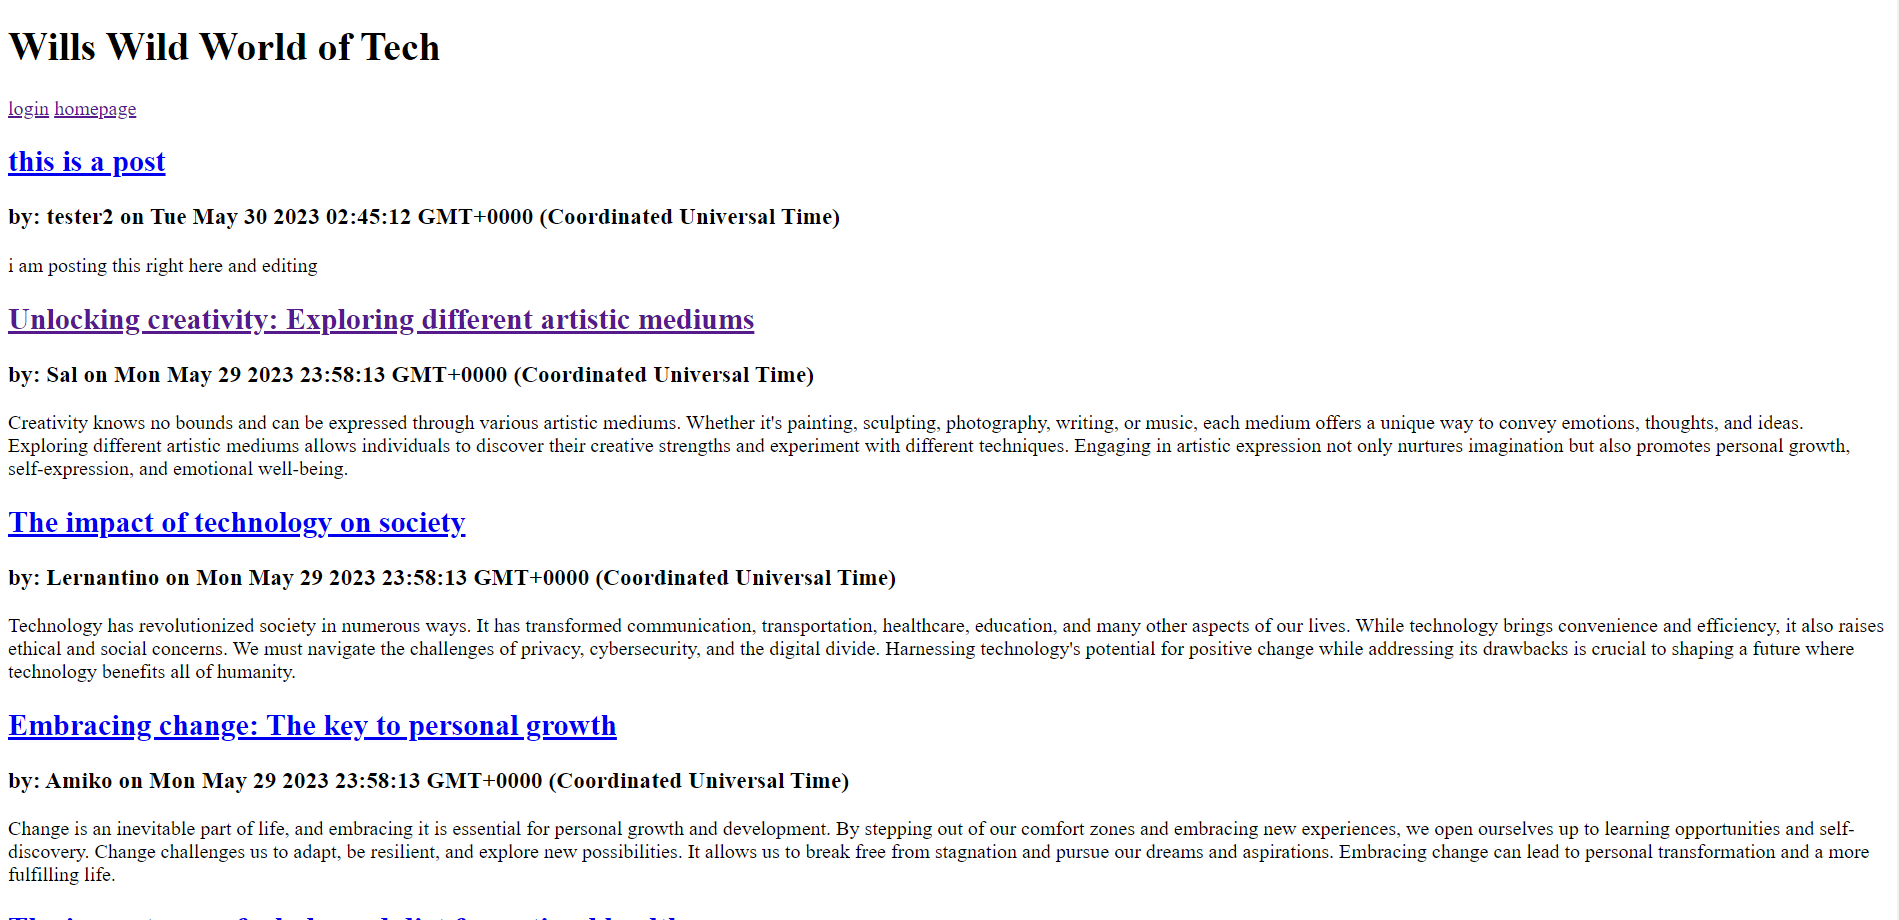 Wills Wild World of Tech
login homepage
this is a post
by: tester2 on Tue May 30 2023 02:45:12 GMT+0000 (Coordinated Universal Time)
i am posting this right here and editing
Unlocking creativity: Exploring different artistic mediums
by: Sal on Mon May 29 2023 23:58:13 GMT+0000 (Coordinated Universal Time)
Creativity knows no bounds and can be expressed through various artistic mediums. Whether it's painting, sculpting, photography, writing, or music, each medium offers a unique way to convey emotions, thoughts, and ideas.
Exploring different artistic mediums allows individuals to discover their creative strengths and experiment with different techniques. Engaging in artistic expression not only nurtures imagination but also promotes personal growth,
self-expression, and emotional well-being.
The impact of technology on society
by: Lernantino on Mon May 29 2023 23:58:13 GMT+0000 (Coordinated Universal Time)
Technology has revolutionized society in numerous ways. It has transformed communication, transportation, healthcare, education, and many other aspects of our lives. While technology brings convenience and efficiency, it also raises
ethical and social concerns. We must navigate the challenges of privacy, cybersecurity, and the digital divide. Harnessing technology's potential for positive change while addressing its drawbacks is crucial to shaping a future where
technology benefits all of humanity.
Embracing change: The key to personal growth
by: Amiko on Mon May 29 2023 23:58:13 GMT+0000 (Coordinated Universal Time)
Change is an inevitable part of life, and embracing it is essential for personal growth and development. By stepping out of our comfort zones and embracing new experiences, we open ourselves up to learning opportunities and self-
discovery. Change challenges us to adapt, be resilient, and explore new possibilities. It allows us to break free from stagnation and pursue our dreams and aspirations. Embracing change can lead to personal transformation and a more
fulfilling life.